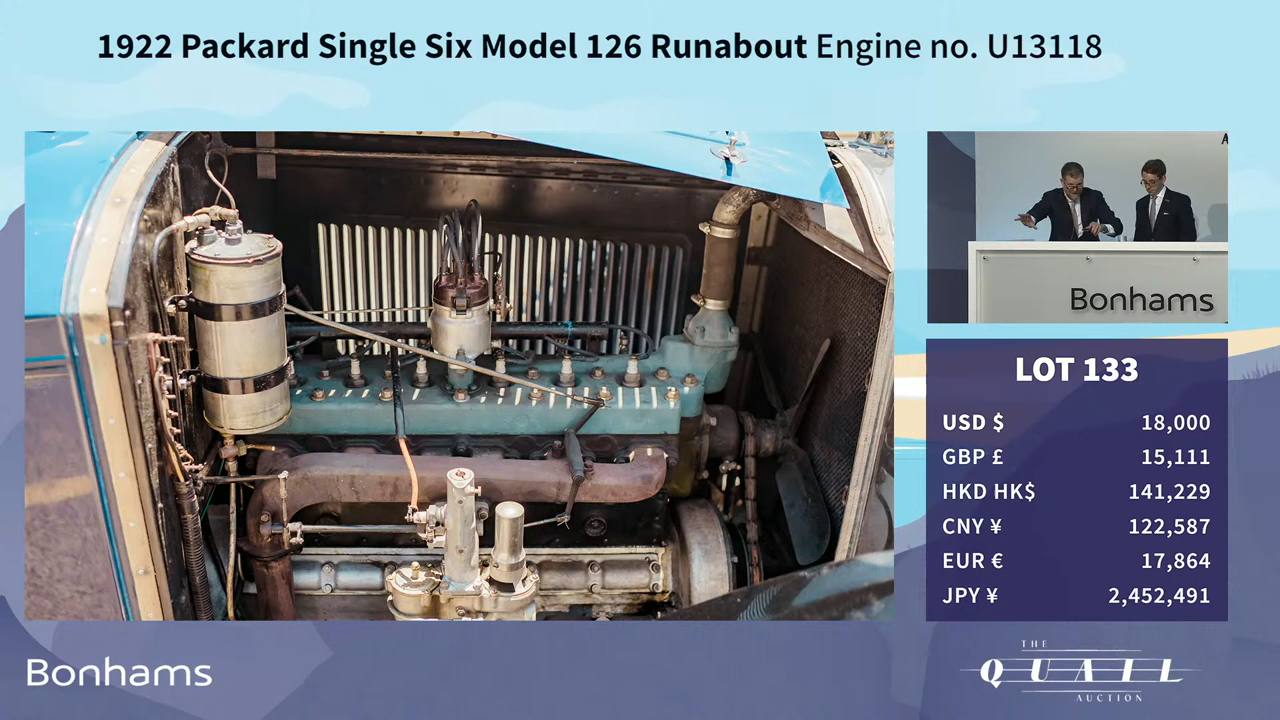 1922 Packard Single Six Model 126 Runabout Engine no. U13118
A
Bonhams
LOT 133
USD $ 18,000
GBP £ 15,111
HKD HK$ 141,229
CNY ¥ 122,587
EUR € 17,864
JPY ¥ 2,452,491
Bonhams
THE
QUAIL
AUCTION